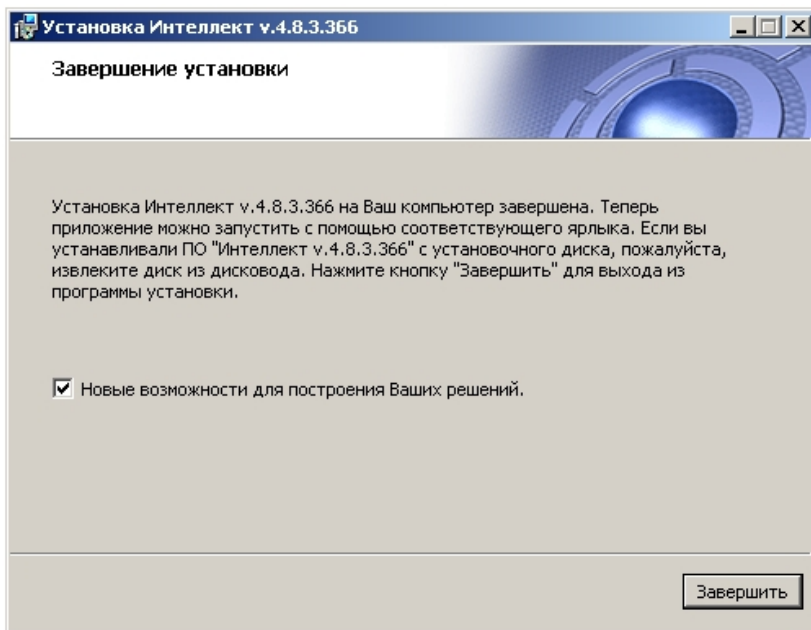 Установка Интеллект v.4.8.3.366
Завершение установки
Установка Интеллект v.4.8.3.366 на Ваш компьютер завершена. Теперь
приложение можно запустить с помощью соответствующего ярлыка. Если вы
устанавливали ПО "Интеллект v.4.8.3.366" с установочного диска, пожалуйста,
извлеките диск из дисковода. Нажмите кнопку "Завершить" для выхода из
программы установки.
Новые возможности для построения Ваших решений.
Завершить